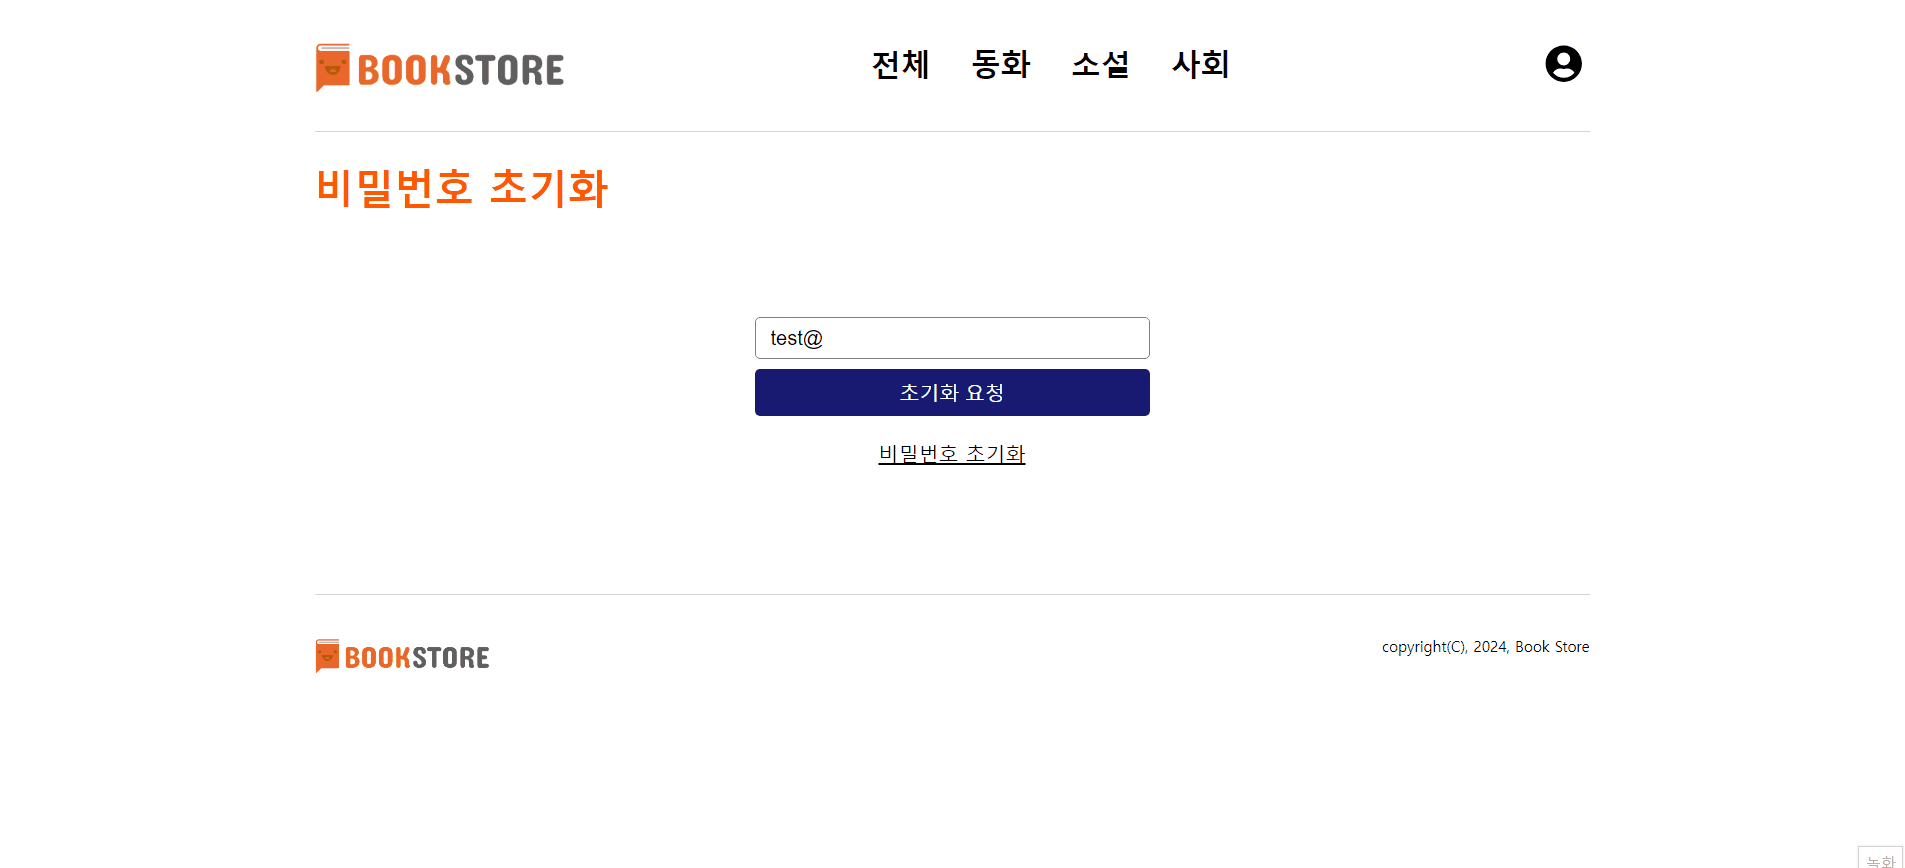 BOOKSTORE
전체 동화 소설 사회
비밀번호 초기화
test@
초기화 요청
비밀번호 초기화
BOOKSTORE
copyright(C), 2024, Book Store
녹화